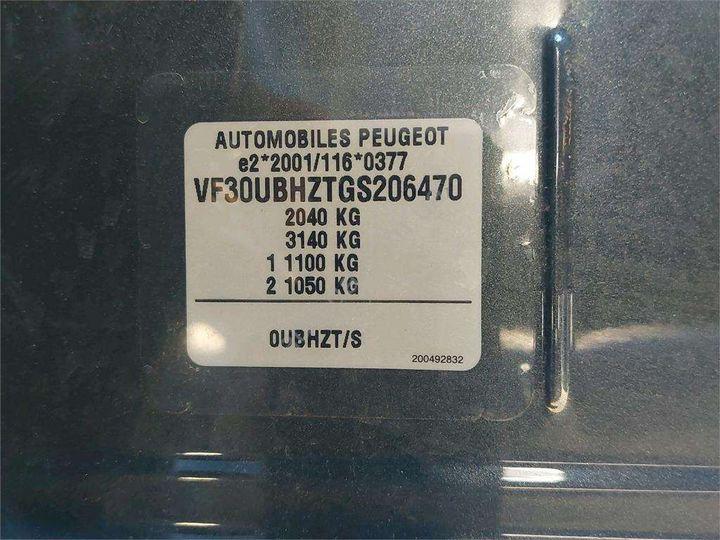 AUTOMOBILES PEUGEOT
e2*2001/116*0377
VF30UBHZTGS206470
2040 KG
3140 KG
1 1100 KG
2 1050 KG
0UBHZT/S
200492832